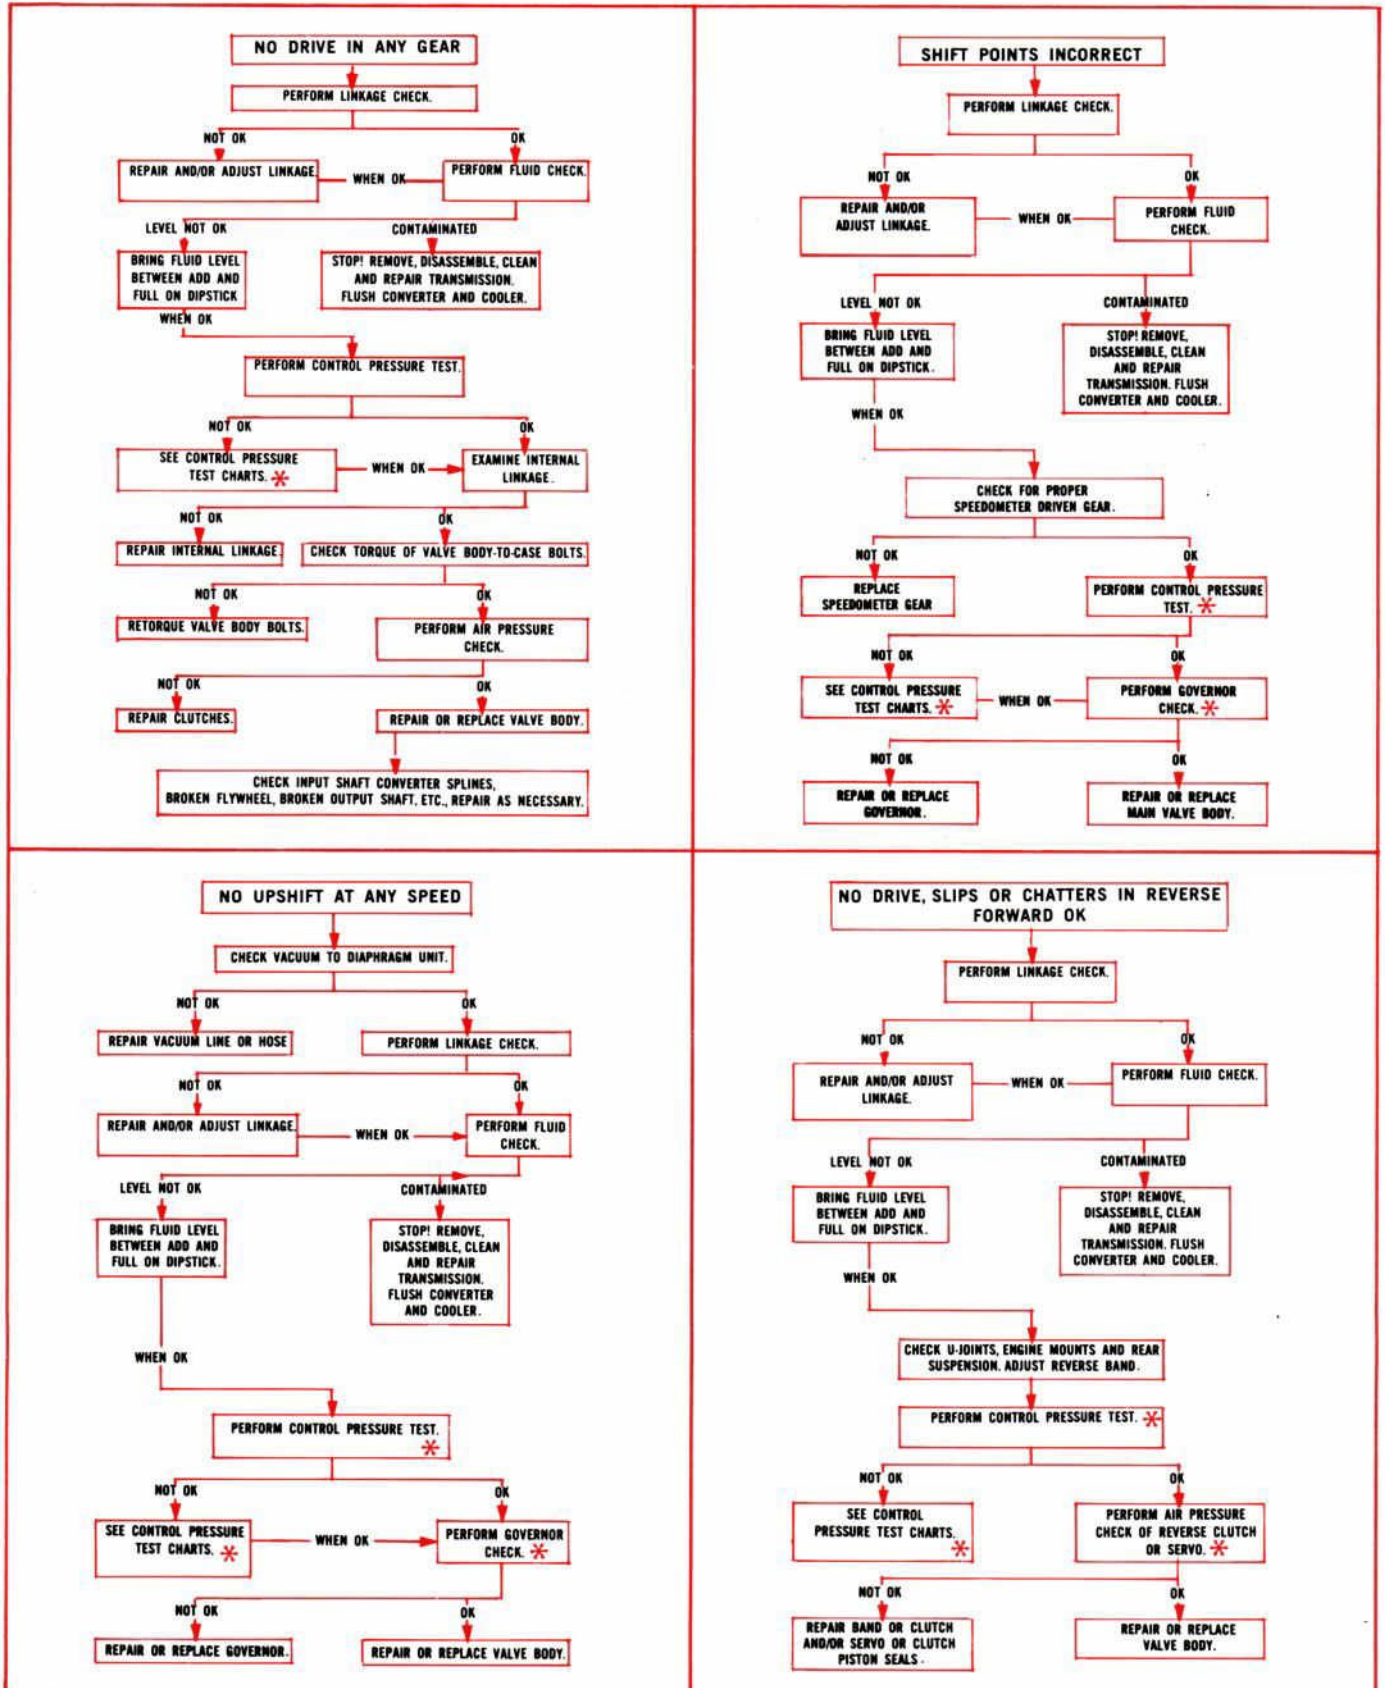 NO DRIVE IN ANY GEAR
PERFORM LINKAGE CHECK.
NOT OK
OK
REPAIR AND/OR ADJUST LINKAGE.
WHEN OK
PERFORM FLUID CHECK.
LEVEL NOT OK
CONTAMINATED
BRING FLUID LEVEL
BETWEEN ADD AND
FULL ON DIPSTICK
STOP! REMOVE, DISASSEMBLE, CLEAN
AND REPAIR TRANSMISSION.
FLUSH CONVERTER AND COOLER.
WHEN OK
PERFORM CONTROL PRESSURE TEST.
NOT OK
OK
SEE CONTROL PRESSURE
TEST CHARTS. *
WHEN OK
EXAMINE INTERNAL
LINKAGE.
NOT OK
OK
REPAIR INTERNAL LINKAGE.
CHECK TORQUE OF VALVE BODY-TO-CASE BOLTS.
NOT OK
OK
RETORQUE VALVE BODY BOLTS.
PERFORM AIR PRESSURE
CHECK.
NOT OK
OK
REPAIR CLUTCHES.
REPAIR OR REPLACE VALVE BODY.
CHECK INPUT SHAFT CONVERTER SPLINES,
BROKEN FLYWHEEL, BROKEN OUTPUT SHAFT, ETC., REPAIR AS NECESSARY.
SHIFT POINTS INCORRECT
PERFORM LINKAGE CHECK.
NOT OK
OK
REPAIR AND/OR
ADJUST LINKAGE.
WHEN OK
PERFORM FLUID
CHECK.
LEVEL NOT OK
CONTAMINATED
BRING FLUID LEVEL
BETWEEN ADD AND
FULL ON DIPSTICK.
STOP! REMOVE,
DISASSEMBLE, CLEAN
AND REPAIR
TRANSMISSION. FLUSH
CONVERTER AND COOLER.
WHEN OK
CHECK FOR PROPER
SPEEDOMETER DRIVEN GEAR.
NOT OK
OK
REPLACE
SPEEDOMETER GEAR
PERFORM CONTROL PRESSURE
TEST. *
NOT OK
OK
SEE CONTROL PRESSURE
TEST CHARTS. *
WHEN OK
PERFORM GOVERNOR
CHECK. *
NOT OK
OK
REPAIR OR REPLACE
GOVERNOR.
REPAIR OR REPLACE
MAIN VALVE BODY.
NO UPSHIFT AT ANY SPEED
CHECK VACUUM TO DIAPHRAGM UNIT.
NOT OK
OK
REPAIR VACUUM LINE OR HOSE
PERFORM LINKAGE CHECK.
NOT OK
OK
REPAIR AND/OR ADJUST LINKAGE.
WHEN OK
PERFORM FLUID
CHECK.
LEVEL NOT OK
CONTAMINATED
BRING FLUID LEVEL
BETWEEN ADD AND
FULL ON DIPSTICK.
STOP! REMOVE,
DISASSEMBLE, CLEAN
AND REPAIR
TRANSMISSION.
FLUSH CONVERTER
AND COOLER.
WHEN OK
PERFORM CONTROL PRESSURE TEST.
*
NOT OK
OK
SEE CONTROL PRESSURE
TEST CHARTS. *
WHEN OK
PERFORM GOVERNOR
CHECK. *
NOT OK
OK
REPAIR OR REPLACE GOVERNOR.
REPAIR OR REPLACE VALVE BODY.
NO DRIVE, SLIPS OR CHATTERS IN REVERSE
FORWARD OK
PERFORM LINKAGE CHECK.
NOT OK
OK
REPAIR AND/OR ADJUST
LINKAGE.
WHEN OK
PERFORM FLUID CHECK.
LEVEL NOT OK
CONTAMINATED
BRING FLUID LEVEL
BETWEEN ADD AND
FULL ON DIPSTICK.
STOP! REMOVE,
DISASSEMBLE, CLEAN
AND REPAIR
TRANSMISSION. FLUSH
CONVERTER AND COOLER.
WHEN OK
CHECK U-JOINTS, ENGINE MOUNTS AND REAR
SUSPENSION. ADJUST REVERSE BAND.
PERFORM CONTROL PRESSURE TEST. *
NOT OK
OK
SEE CONTROL
PRESSURE TEST CHARTS.
*
PERFORM AIR PRESSURE
CHECK OF REVERSE CLUTCH
OR SERVO. *
NOT OK
OK
REPAIR BAND OR CLUTCH
AND/OR SERVO OR CLUTCH
PISTON SEALS.
REPAIR OR REPLACE
VALVE BODY.